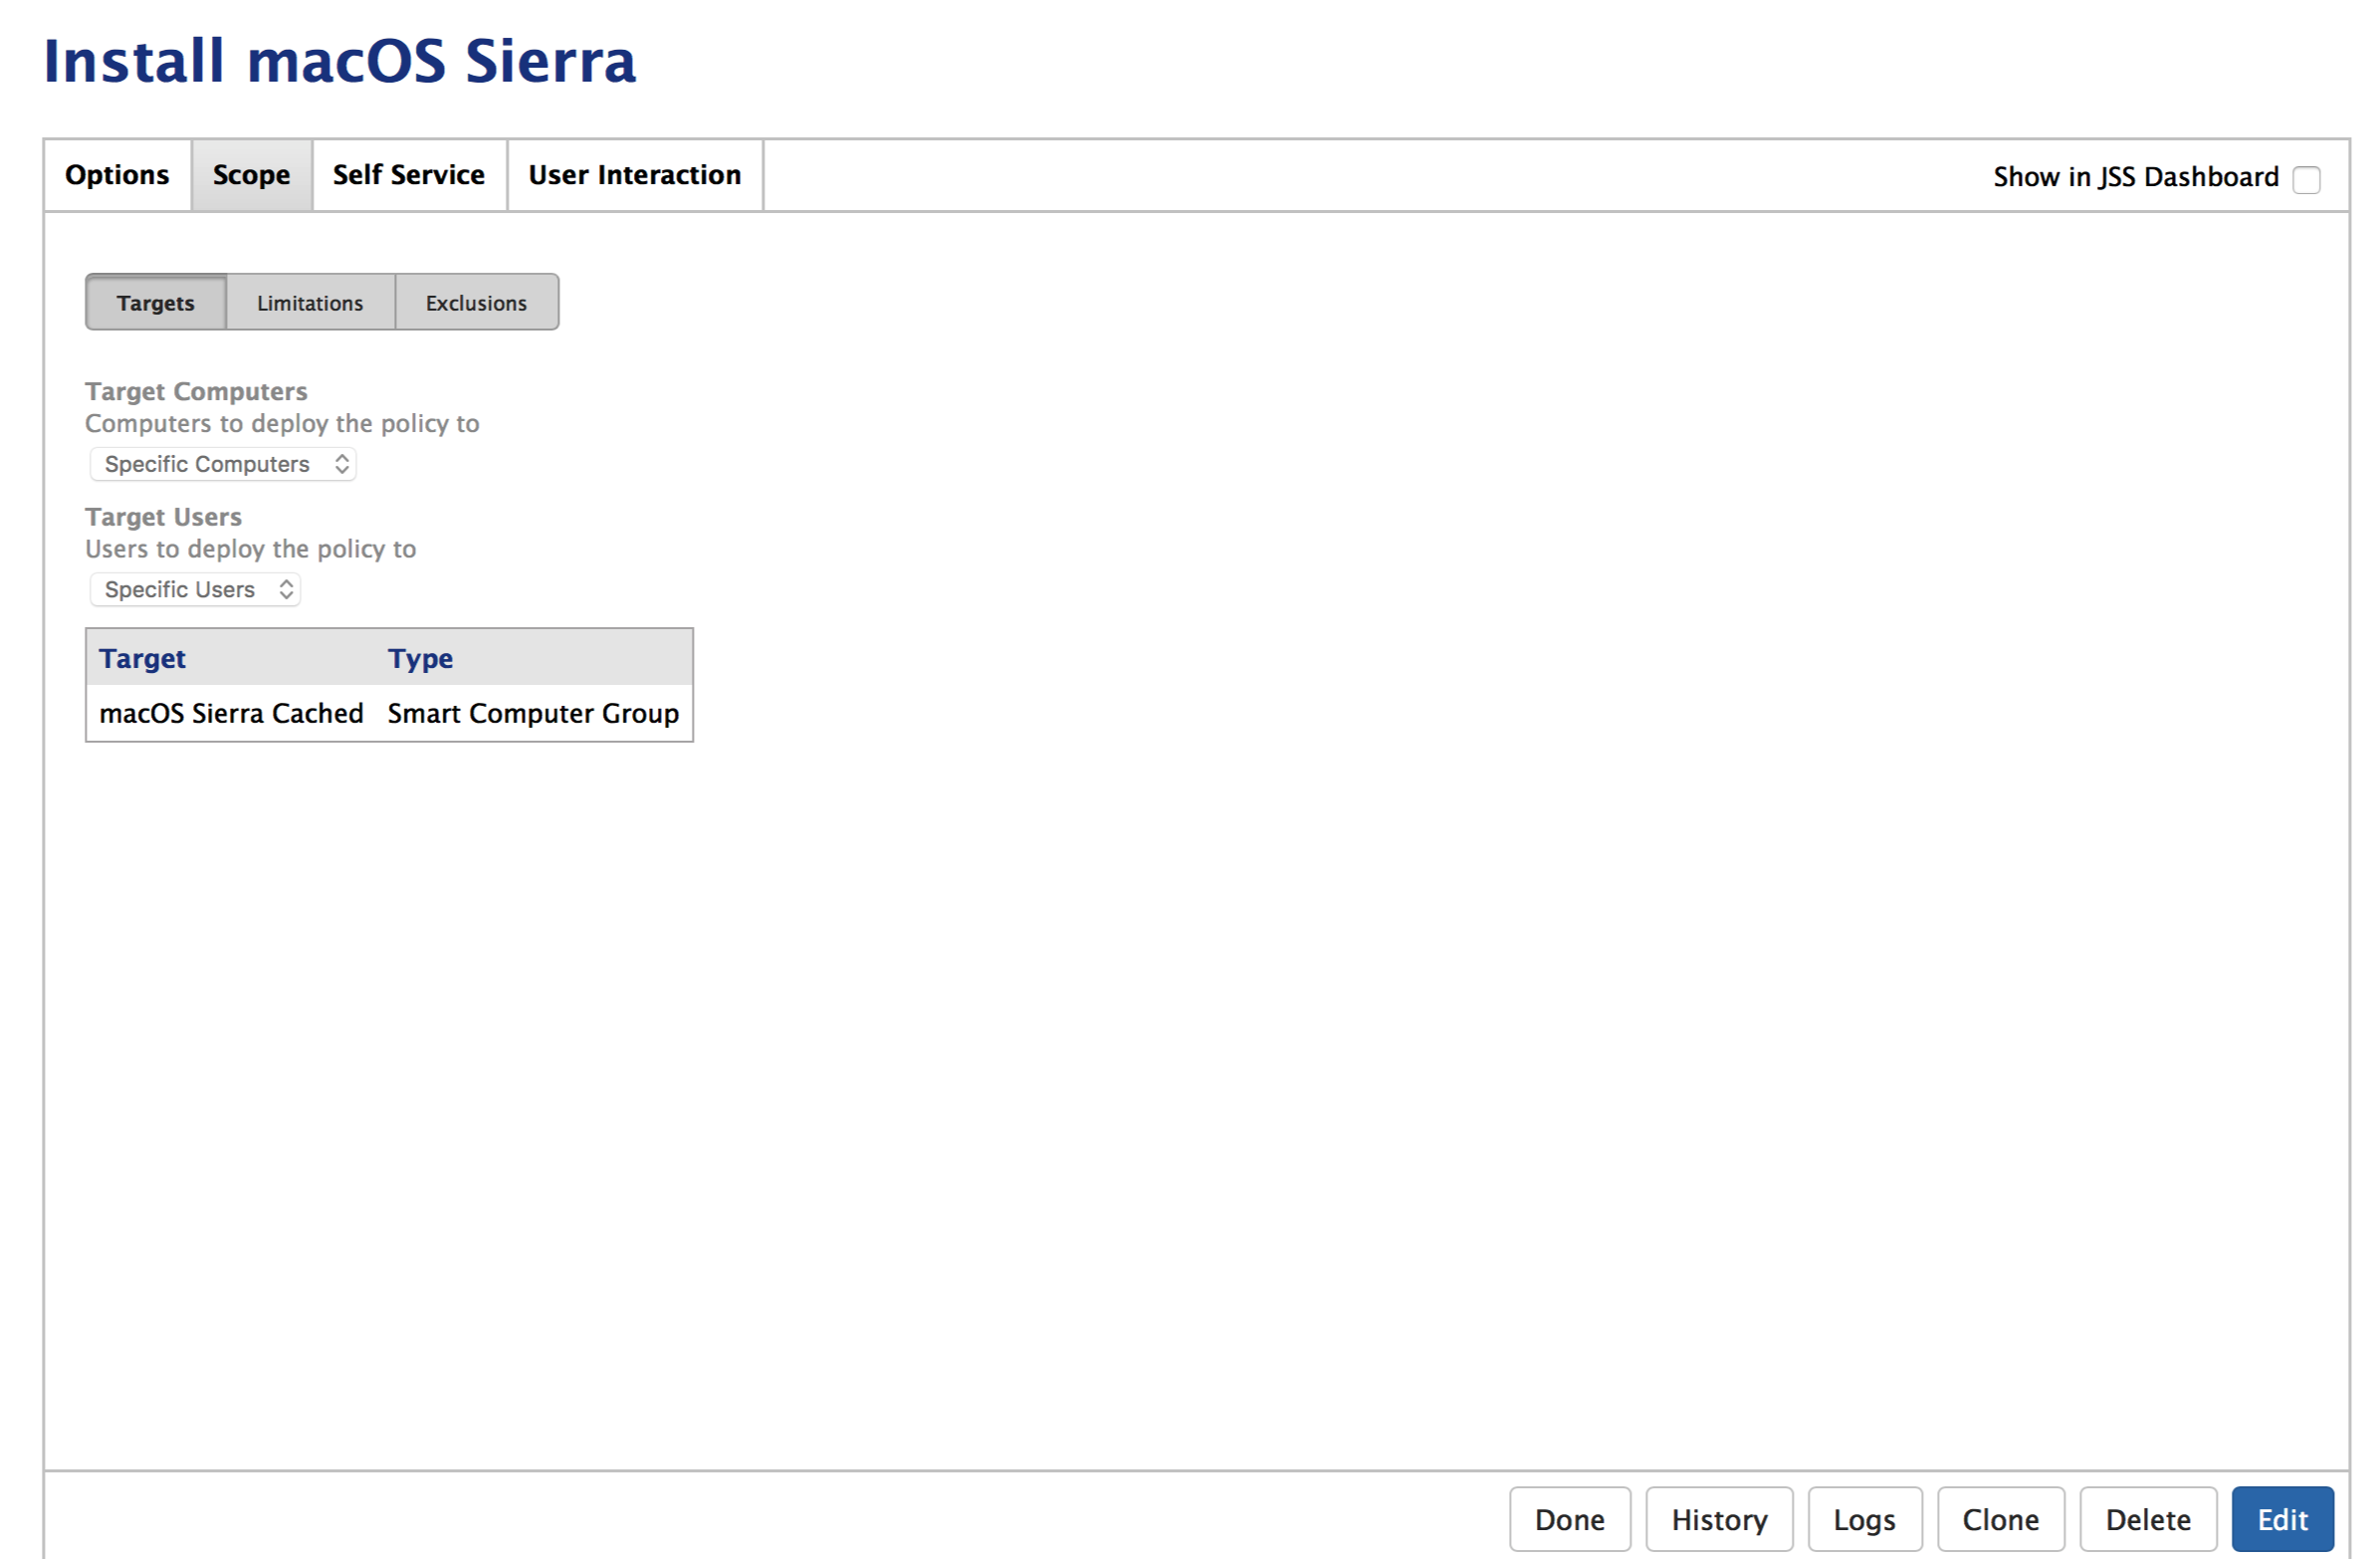 Install macOS Sierra
Options Scope Self Service User Interaction Show in JSS Dashboard
Targets Limitations Exclusions
Target Computers
Computers to deploy the policy to
Specific Computers
Target Users
Users to deploy the policy to
Specific Users
Target Type
macOS Sierra Cached Smart Computer Group
Done History Logs Clone Delete Edit